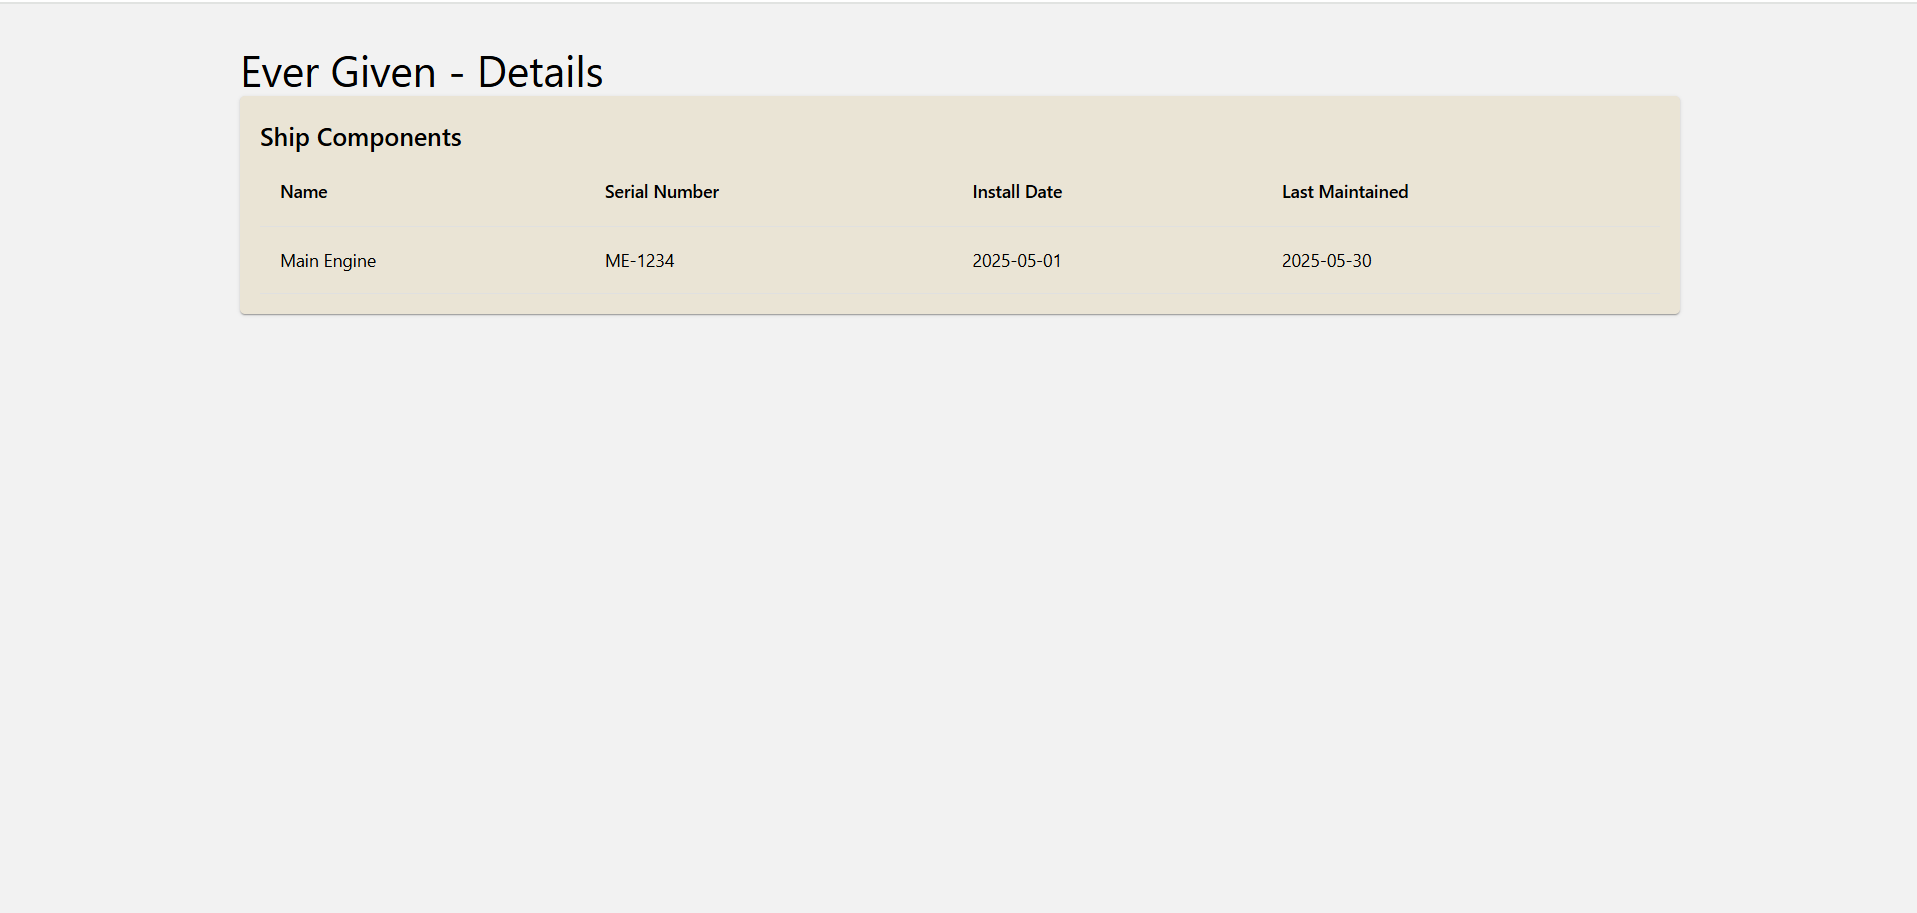 Ever Given - Details
Ship Components
Name Serial Number Install Date Last Maintained
Main Engine ME-1234 2025-05-01 2025-05-30